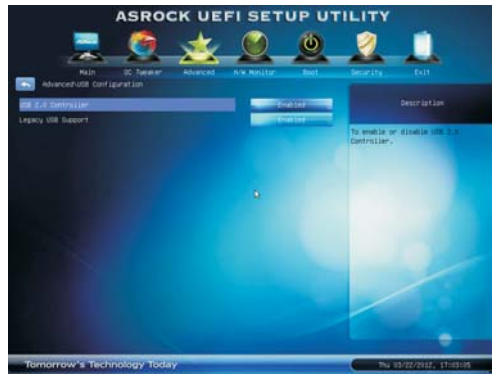 ASROCK UEFI SETUP UTILITY
Main OC Tweaker Advanced H/W Monitor Boot Security Exit
Advanced\USB Configuration
USB 2.0 Controller Enabled
Legacy USB Support Enabled
Description
To enable or disable USB 2.0
Controller.
Tomorrow's Technology Today
Thu 03/22/2012, 17:03:05